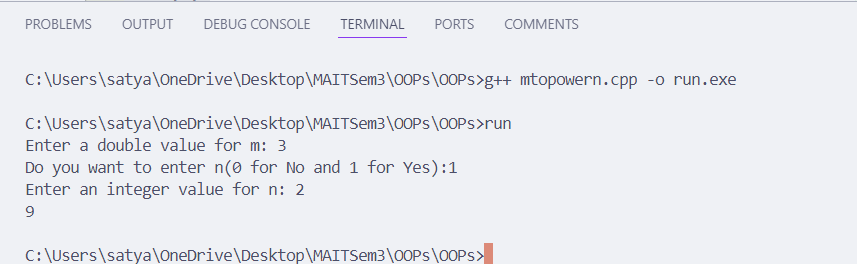 PROBLEMS OUTPUT DEBUG CONSOLE TERMINAL PORTS COMMENTS
C:\Users\satya\OneDrive\Desktop\MAITSem3\OOPs\OOPs>g++ mtopowern.cpp -o run.exe
C:\Users\satya\OneDrive\Desktop\MAITSem3\OOPs\OOPs>run
Enter a double value for m: 3
Do you want to enter n(0 for No and 1 for Yes):1
Enter an integer value for n: 2
9
C:\Users\satya\OneDrive\Desktop\MAITSem3\OOPs\OOPs>